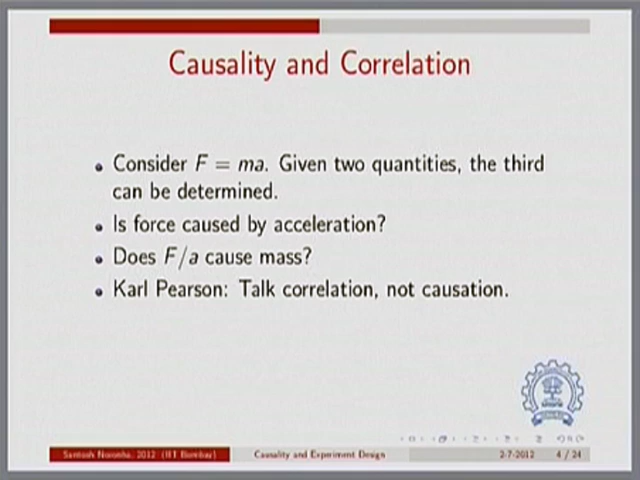 Causality and Correlation
• Consider F = ma. Given two quantities, the third
can be determined.
• Is force caused by acceleration?
• Does F/a cause mass?
• Karl Pearson: Talk correlation, not causation.
Santosh Noronha, 2012 (IIT Bombay) Causality and Experiment Design 2-7-2012 4 / 24